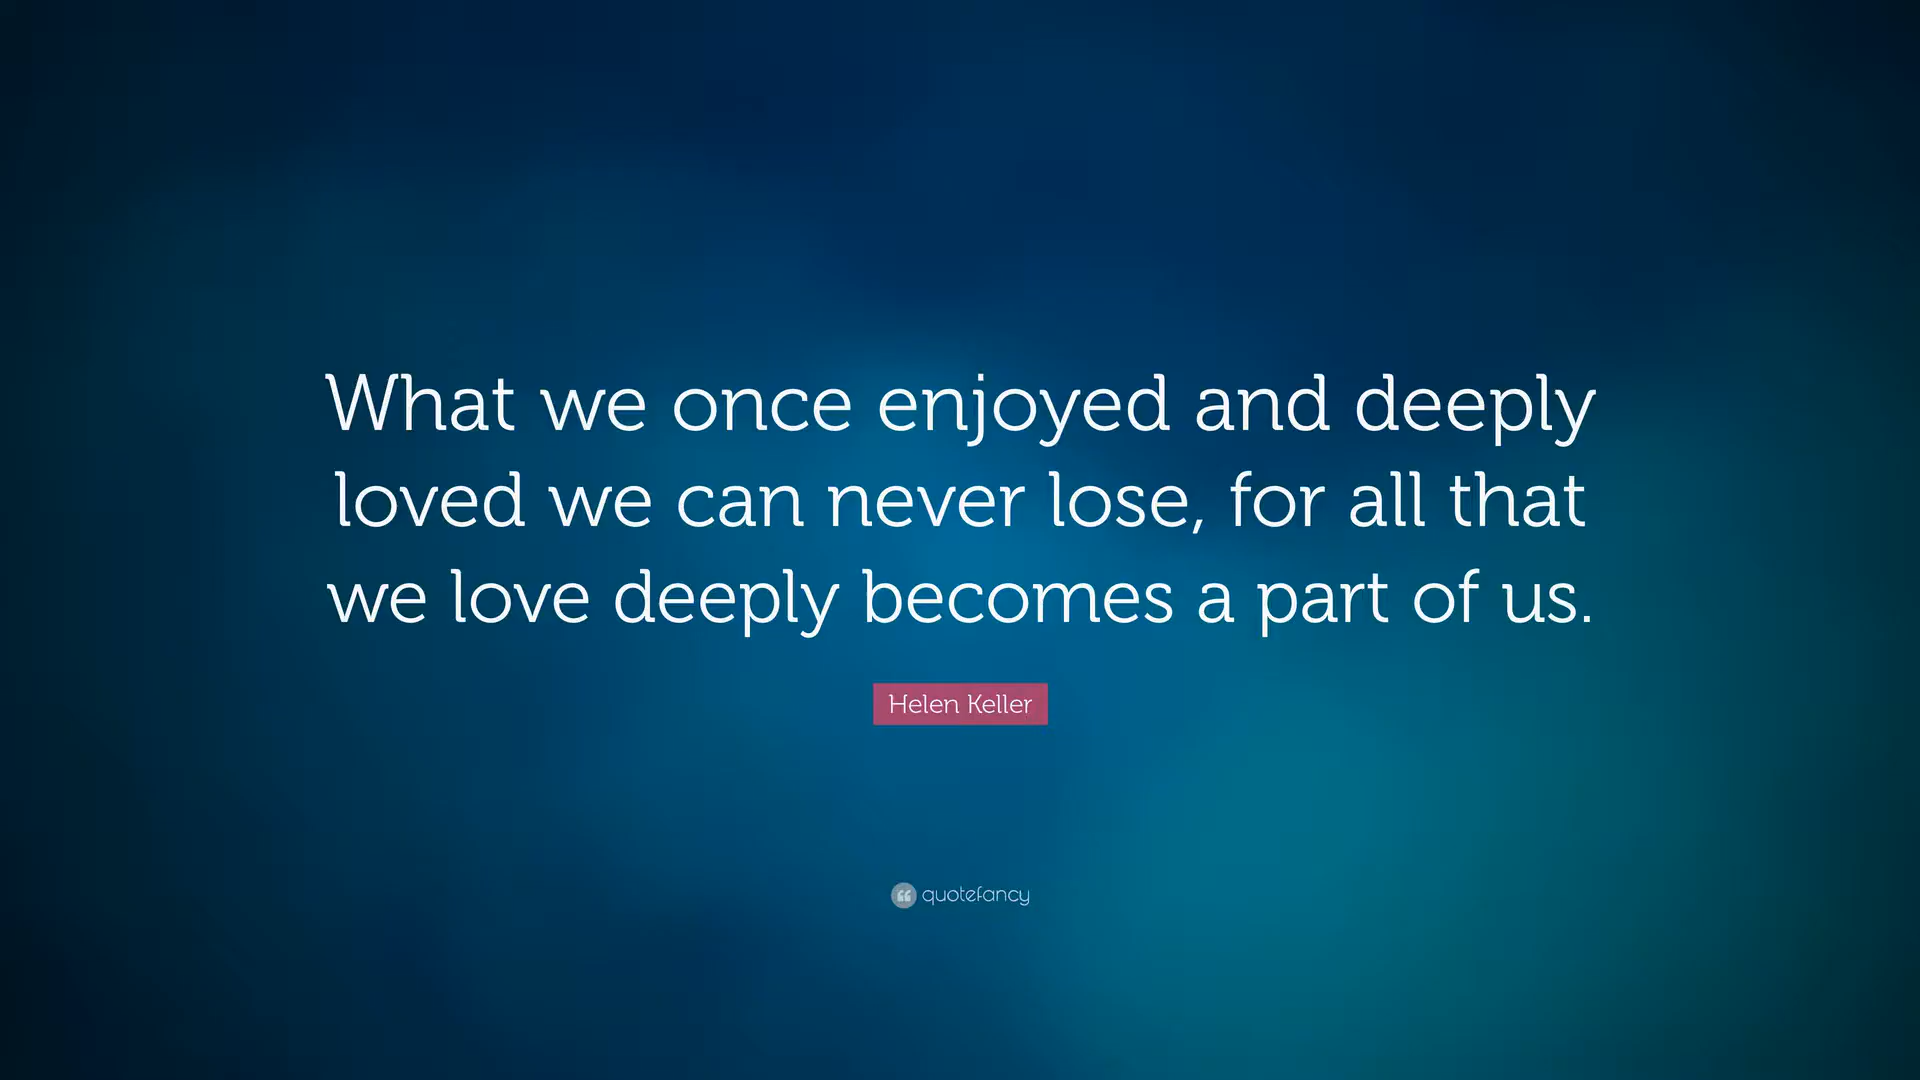 What we once enjoyed and deeply
loved we can never lose, for all that
we love deeply becomes a part of us.
Helen Keller
quotefancy